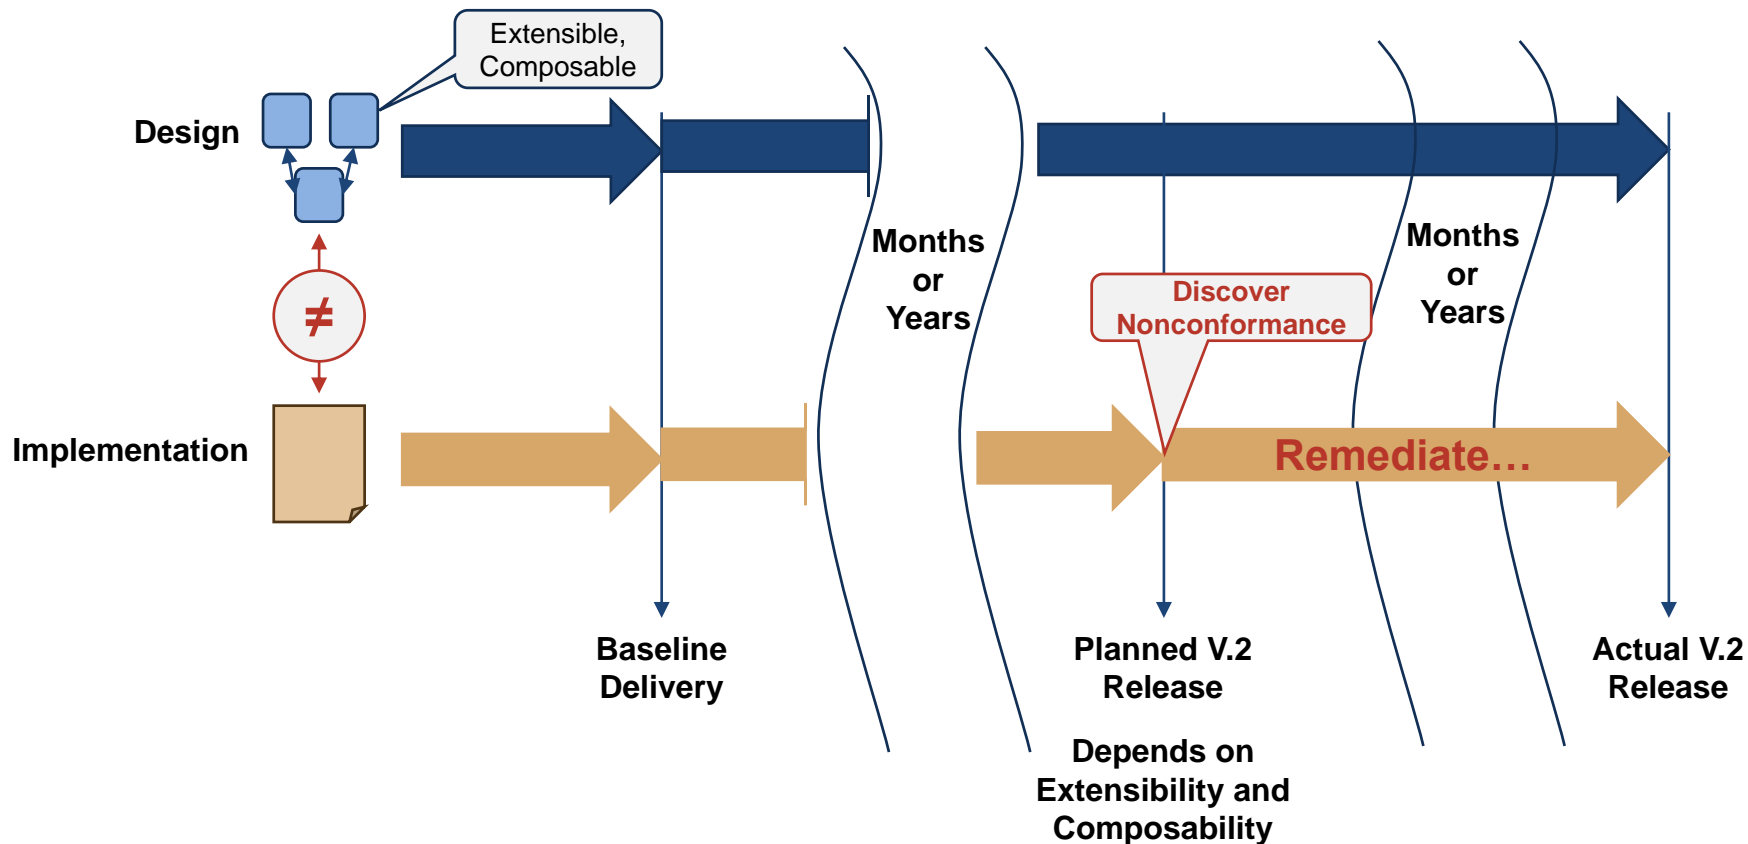 Extensible,
Composable
Design
Months
or
Years
Months
or
Years
Discover
Nonconformance
≠
Implementation
Remediate…
Baseline
Delivery
Planned V.2
Release
Actual V.2
Release
Depends on
Extensibility and
Composability